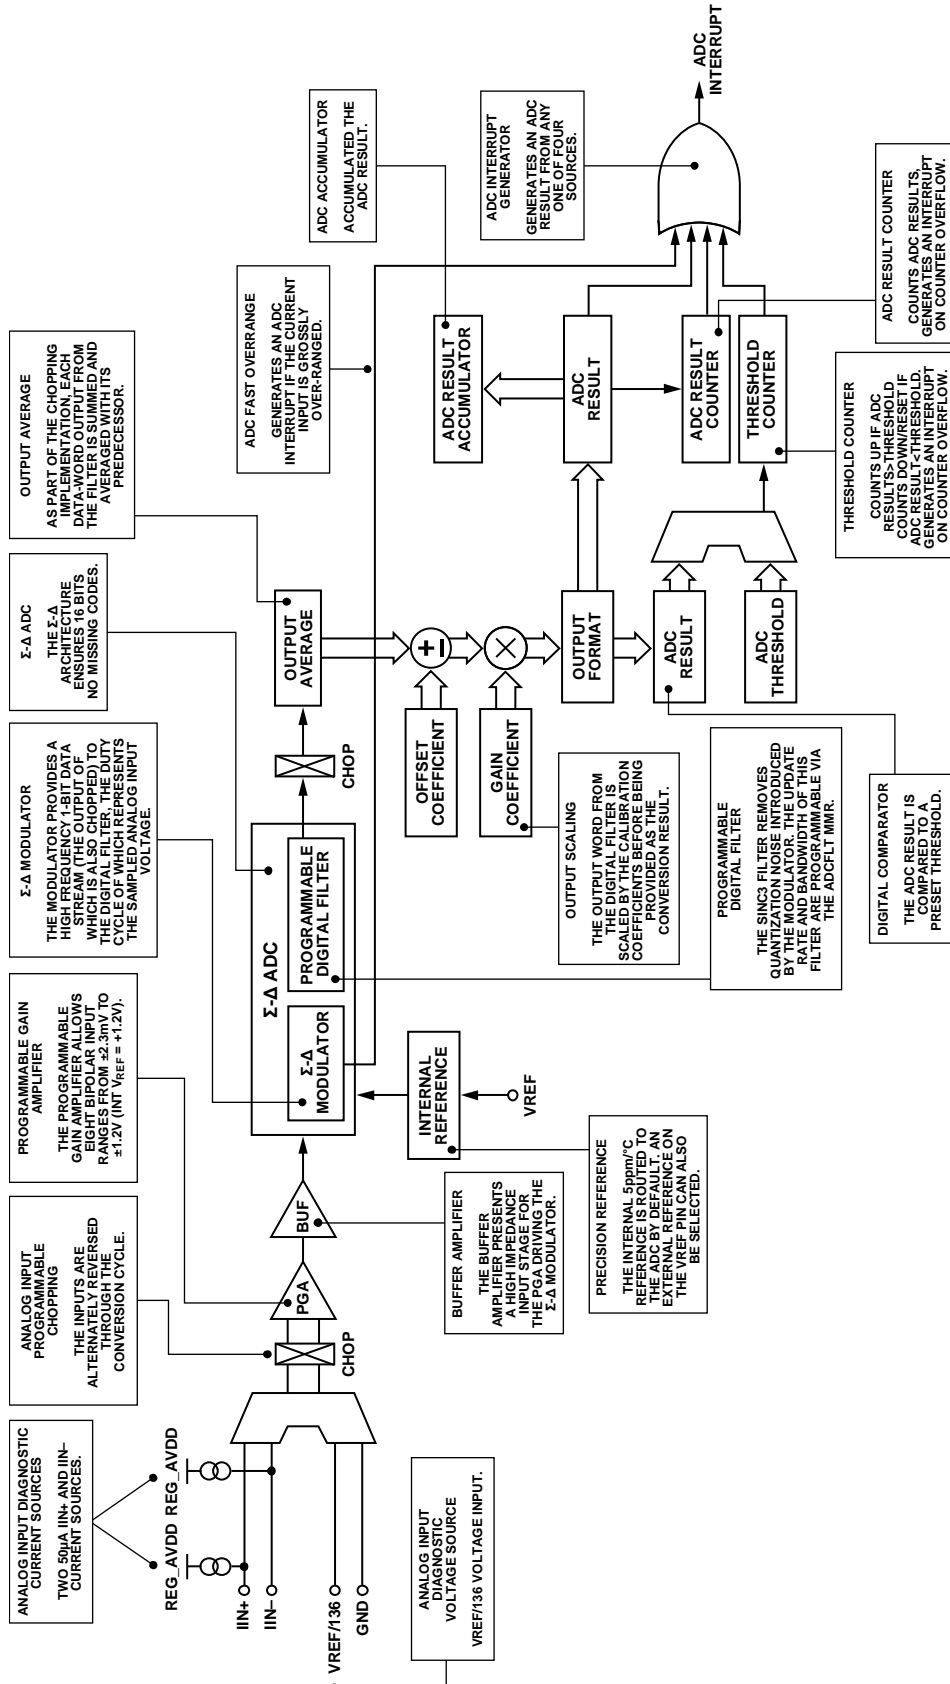 ANALOG INPUT DIAGNOSTIC
CURRENT SOURCES
TWO 50µA IIN+ AND IIN–
CURRENT SOURCES.
ANALOG INPUT
PROGRAMMABLE
CHOPPING
THE INPUTS ARE
ALTERNATELY REVERSED
THROUGH THE
CONVERSION CYCLE.
PROGRAMMABLE GAIN
AMPLIFIER
THE PROGRAMMABLE
GAIN AMPLIFIER ALLOWS
EIGHT BIPOLAR INPUT
RANGES FROM ±2.3mV TO
±1.2V (INT VREF = +1.2V).
Σ-Δ MODULATOR
THE MODULATOR PROVIDES A
HIGH FREQUENCY 1-BIT DATA
STREAM (THE OUTPUT OF
WHICH IS ALSO CHOPPED) TO
THE DIGITAL FILTER, THE DUTY
CYCLE OF WHICH REPRESENTS
THE SAMPLED ANALOG INPUT
VOLTAGE.
Σ-Δ ADC
THE Σ-Δ
ARCHITECTURE
ENSURES 16 BITS
NO MISSING CODES.
OUTPUT AVERAGE
AS PART OF THE CHOPPING
IMPLEMENTATION, EACH
DATA-WORD OUTPUT FROM
THE FILTER IS SUMMED AND
AVERAGED WITH ITS
PREDECESSOR.
ADC FAST OVERRANGE
GENERATES AN ADC
INTERRUPT IF THE CURRENT
INPUT IS GROSSLY
OVER-RANGED.
ADC ACCUMULATOR
ACCUMULATED THE
ADC RESULT.
ADC INTERRUPT
GENERATOR
GENERATES AN ADC
RESULT FROM ANY
ONE OF FOUR
SOURCES.
REG_AVDD
REG_AVDD
IIN+
IIN–
VREF/136
GND
CHOP
PGA
BUF
Σ-Δ ADC
Σ-Δ
MODULATOR
PROGRAMMABLE
DIGITAL FILTER
CHOP
OUTPUT
AVERAGE
INTERNAL
REFERENCE
VREF
OFFSET
COEFFICIENT
GAIN
COEFFICIENT
OUTPUT
FORMAT
ADC
RESULT
ADC
THRESHOLD
ADC RESULT
ACCUMULATOR
ADC
RESULT
ADC RESULT
COUNTER
THRESHOLD
COUNTER
ADC
INTERRUPT
ANALOG INPUT
DIAGNOSTIC
VOLTAGE SOURCE
VREF/136 VOLTAGE INPUT.
BUFFER AMPLIFIER
THE BUFFER
AMPLIFIER PRESENTS
A HIGH IMPEDANCE
INPUT STAGE FOR
THE PGA DRIVING THE
Σ-Δ MODULATOR.
PRECISION REFERENCE
THE INTERNAL 5ppm/°C
REFERENCE IS ROUTED TO
THE ADC BY DEFAULT. AN
EXTERNAL REFERENCE ON
THE VREF PIN CAN ALSO
BE SELECTED.
OUTPUT SCALING
THE OUTPUT WORD FROM
THE DIGITAL FILTER IS
SCALED BY THE CALIBRATION
COEFFICIENTS BEFORE BEING
PROVIDED AS THE
CONVERSION RESULT.
PROGRAMMABLE
DIGITAL FILTER
THE SINC3 FILTER REMOVES
QUANTIZATION NOISE INTRODUCED
BY THE MODULATOR. THE UPDATE
RATE AND BANDWIDTH OF THIS
FILTER ARE PROGRAMMABLE VIA
THE ADCFLT MMR.
DIGITAL COMPARATOR
THE ADC RESULT IS
COMPARED TO A
PRESET THRESHOLD.
THRESHOLD COUNTER
COUNTS UP IF ADC
RESULTS>THRESHOLD
COUNTS DOWN/RESET IF
ADC RESULT<THRESHOLD.
GENERATES AN INTERRUPT
ON COUNTER OVERFLOW.
ADC RESULT COUNTER
COUNTS ADC RESULTS,
GENERATES AN INTERRUPT
ON COUNTER OVERFLOW.